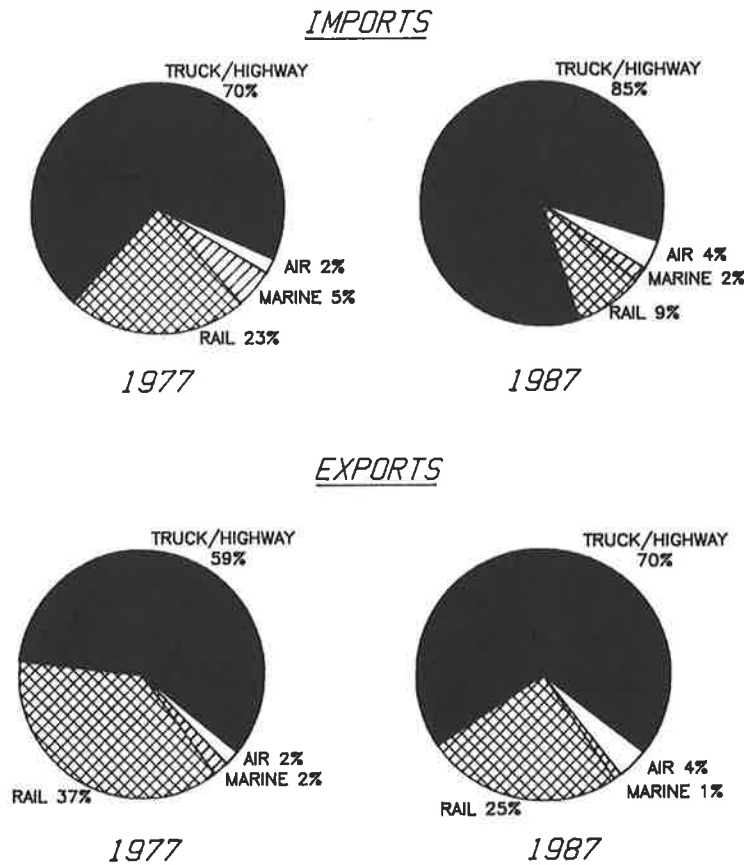 IMPORTS
TRUCK/HIGHWAY
70%
AIR 2%
MARINE 5%
RAIL 23%
1977
TRUCK/HIGHWAY
85%
AIR 4%
MARINE 2%
RAIL 9%
1987
EXPORTS
TRUCK/HIGHWAY
59%
AIR 2%
MARINE 2%
RAIL 37%
1977
TRUCK/HIGHWAY
70%
AIR 4%
MARINE 1%
RAIL 25%
1987